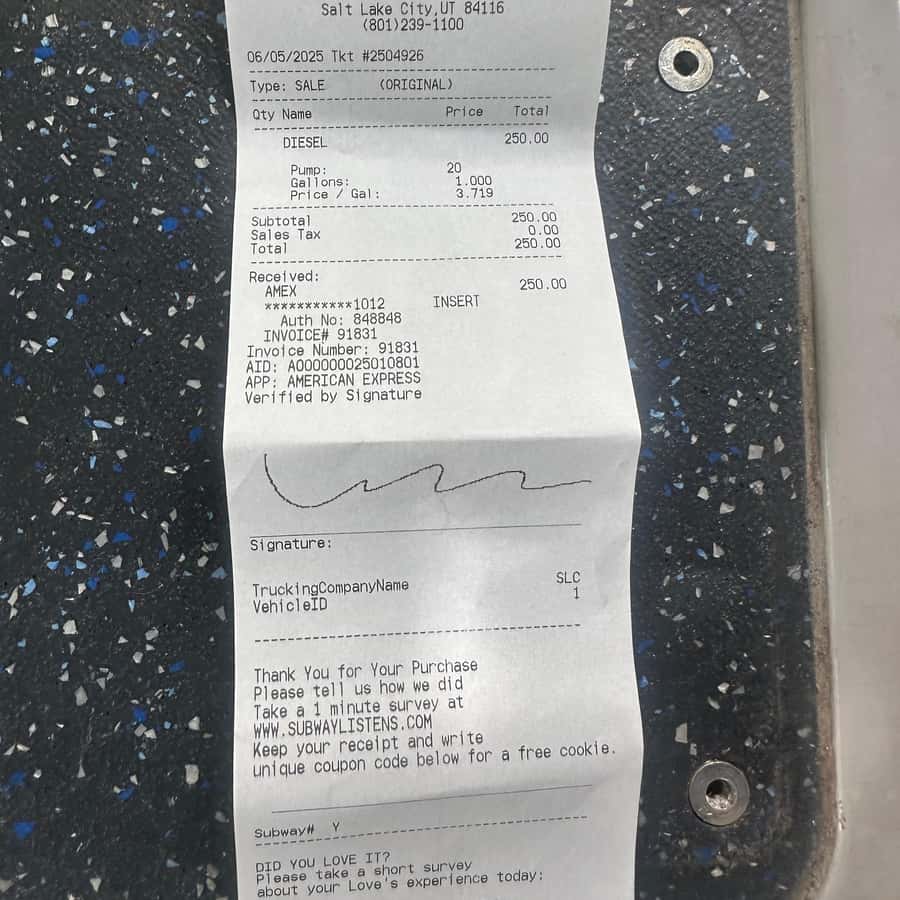 Salt Lake City,UT 84116
(801)239-1100
06/05/2025 Tkt #2504926
Type: SALE (ORIGINAL)
Qty Name Price Total
DIESEL 250.00
Pump: 20
Gallons: 1.000
Price / Gal: 3.719
Subtotal 250.00
Sales Tax 0.00
Total 250.00
Received:
AMEX 250.00
***********1012 INSERT
Auth No: 848848
INVOICE# 91831
Invoice Number: 91831
AID: A000000025010801
APP: AMERICAN EXPRESS
Verified by Signature
Signature:
TruckingCompanyName SLC
VehicleID 1
Thank You for Your Purchase
Please tell us how we did
Take a 1 minute survey at
WWW.SUBWAYLISTENS.COM
Keep your receipt and write
unique coupon code below for a free cookie.
Subway# Y
DID YOU LOVE IT?
Please take a short survey
about your Love's experience today: